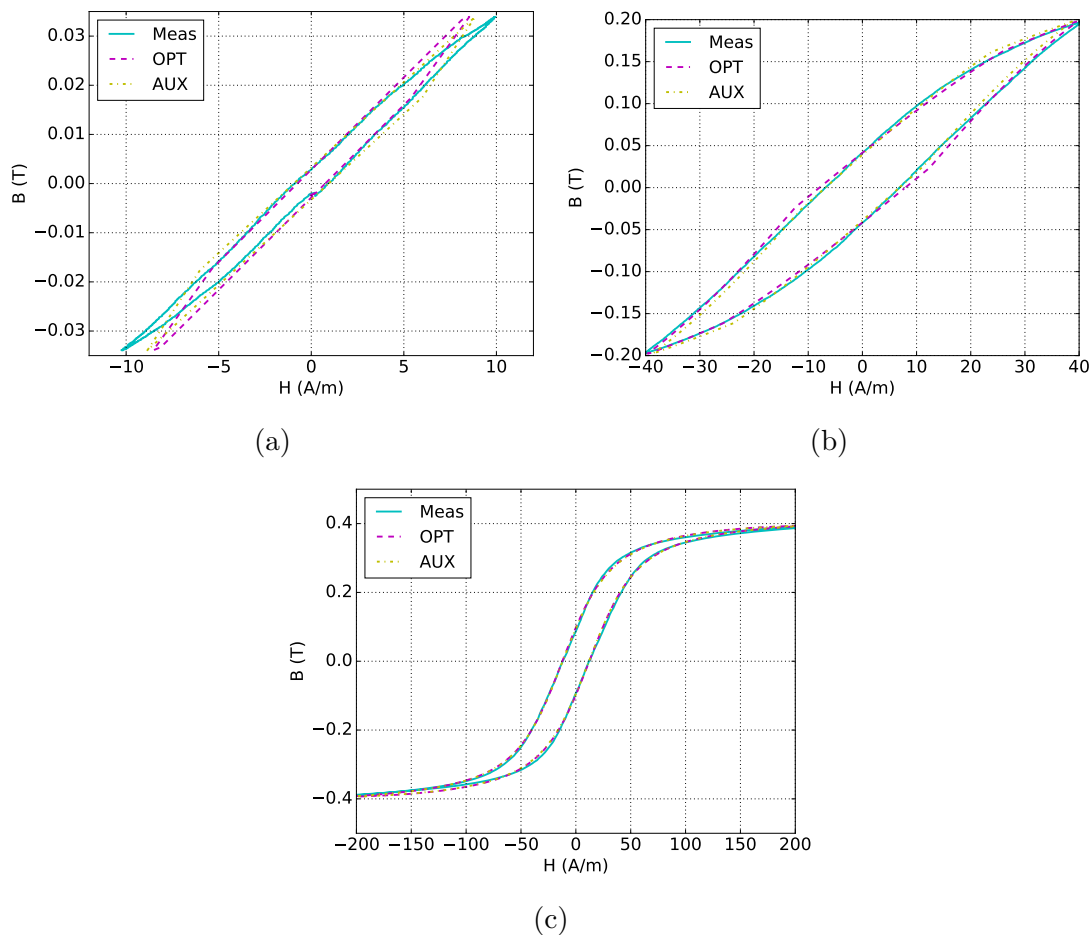 0.03
0.02
0.01
0.00
−0.01
−0.02
−0.03
B (T)
Meas
OPT
AUX
−10 −5 0 5 10
H (A/m)
(a)
0.20
0.15
0.10
0.05
0.00
−0.05
−0.10
−0.15
−0.20
B (T)
Meas
OPT
AUX
−40 −30 −20 −10 0 10 20 30 40
H (A/m)
(b)
0.4
0.2
0.0
−0.2
−0.4
B (T)
Meas
OPT
AUX
−200 −150 −100 −50 0 50 100 150 200
H (A/m)
(c)